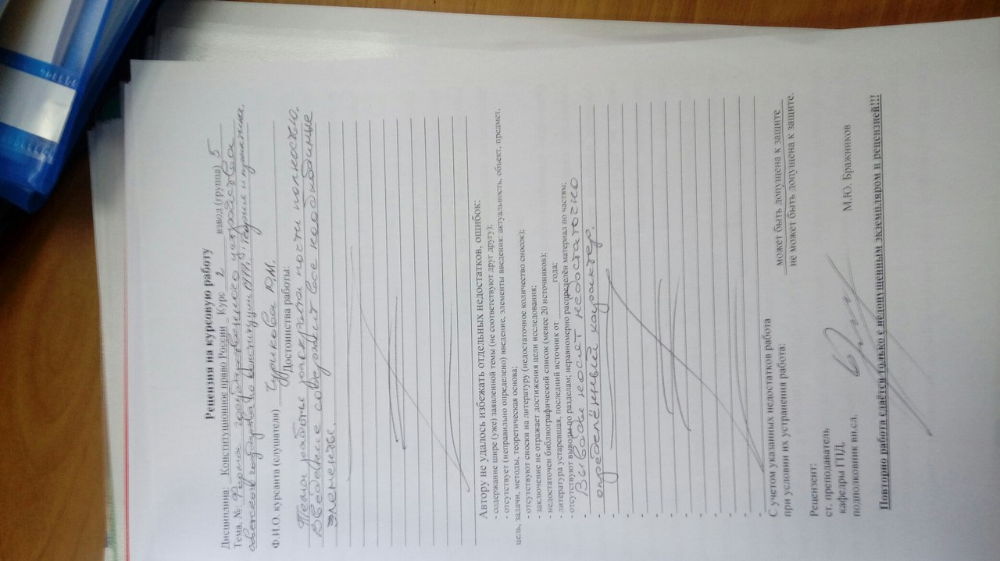 Рецензия на курсовую работу
Дисциплина: Конституционное право России Курс 2 взвод (группа) 5
Тема. №: Форма государственного устройства
Ф.И.О. курсанта (слушателя) Чурикова Ю.М.
Достоинства работы:
Тема работы раскрыта почти полностью.
Введение содержит все необходимые
элементы.
Автору не удалось избежать отдельных недостатков, ошибок:
- содержание шире (уже) заявленной темы (не соответствуют друг другу);
- отсутствует (неправильно определено) введение, элементы введения: актуальность, объект, предмет,
цель, задачи, методы, теоретическая основа;
- отсутствуют сноски на литературу (недостаточное количество сносок);
- заключение не отражает достижения цели исследования;
- недостаточен библиографический список (менее 20 источников);
- литература устаревшая, последний источник от года;
- отсутствуют выводы по разделам; неравномерно распределён материал по частям;
- Выводы носят недостаточно
- определённый характер.
С учетом указанных недостатков работа
при условии их устранения работа:
может быть допущена к защите
не может быть допущена к защите.
Рецензент:
ст. преподаватель
кафедры ГПД,
подполковник вн.сл. М.Ю. Бражников
Повторно работа сдаётся только с недопущенным экземпляром и рецензией!!!